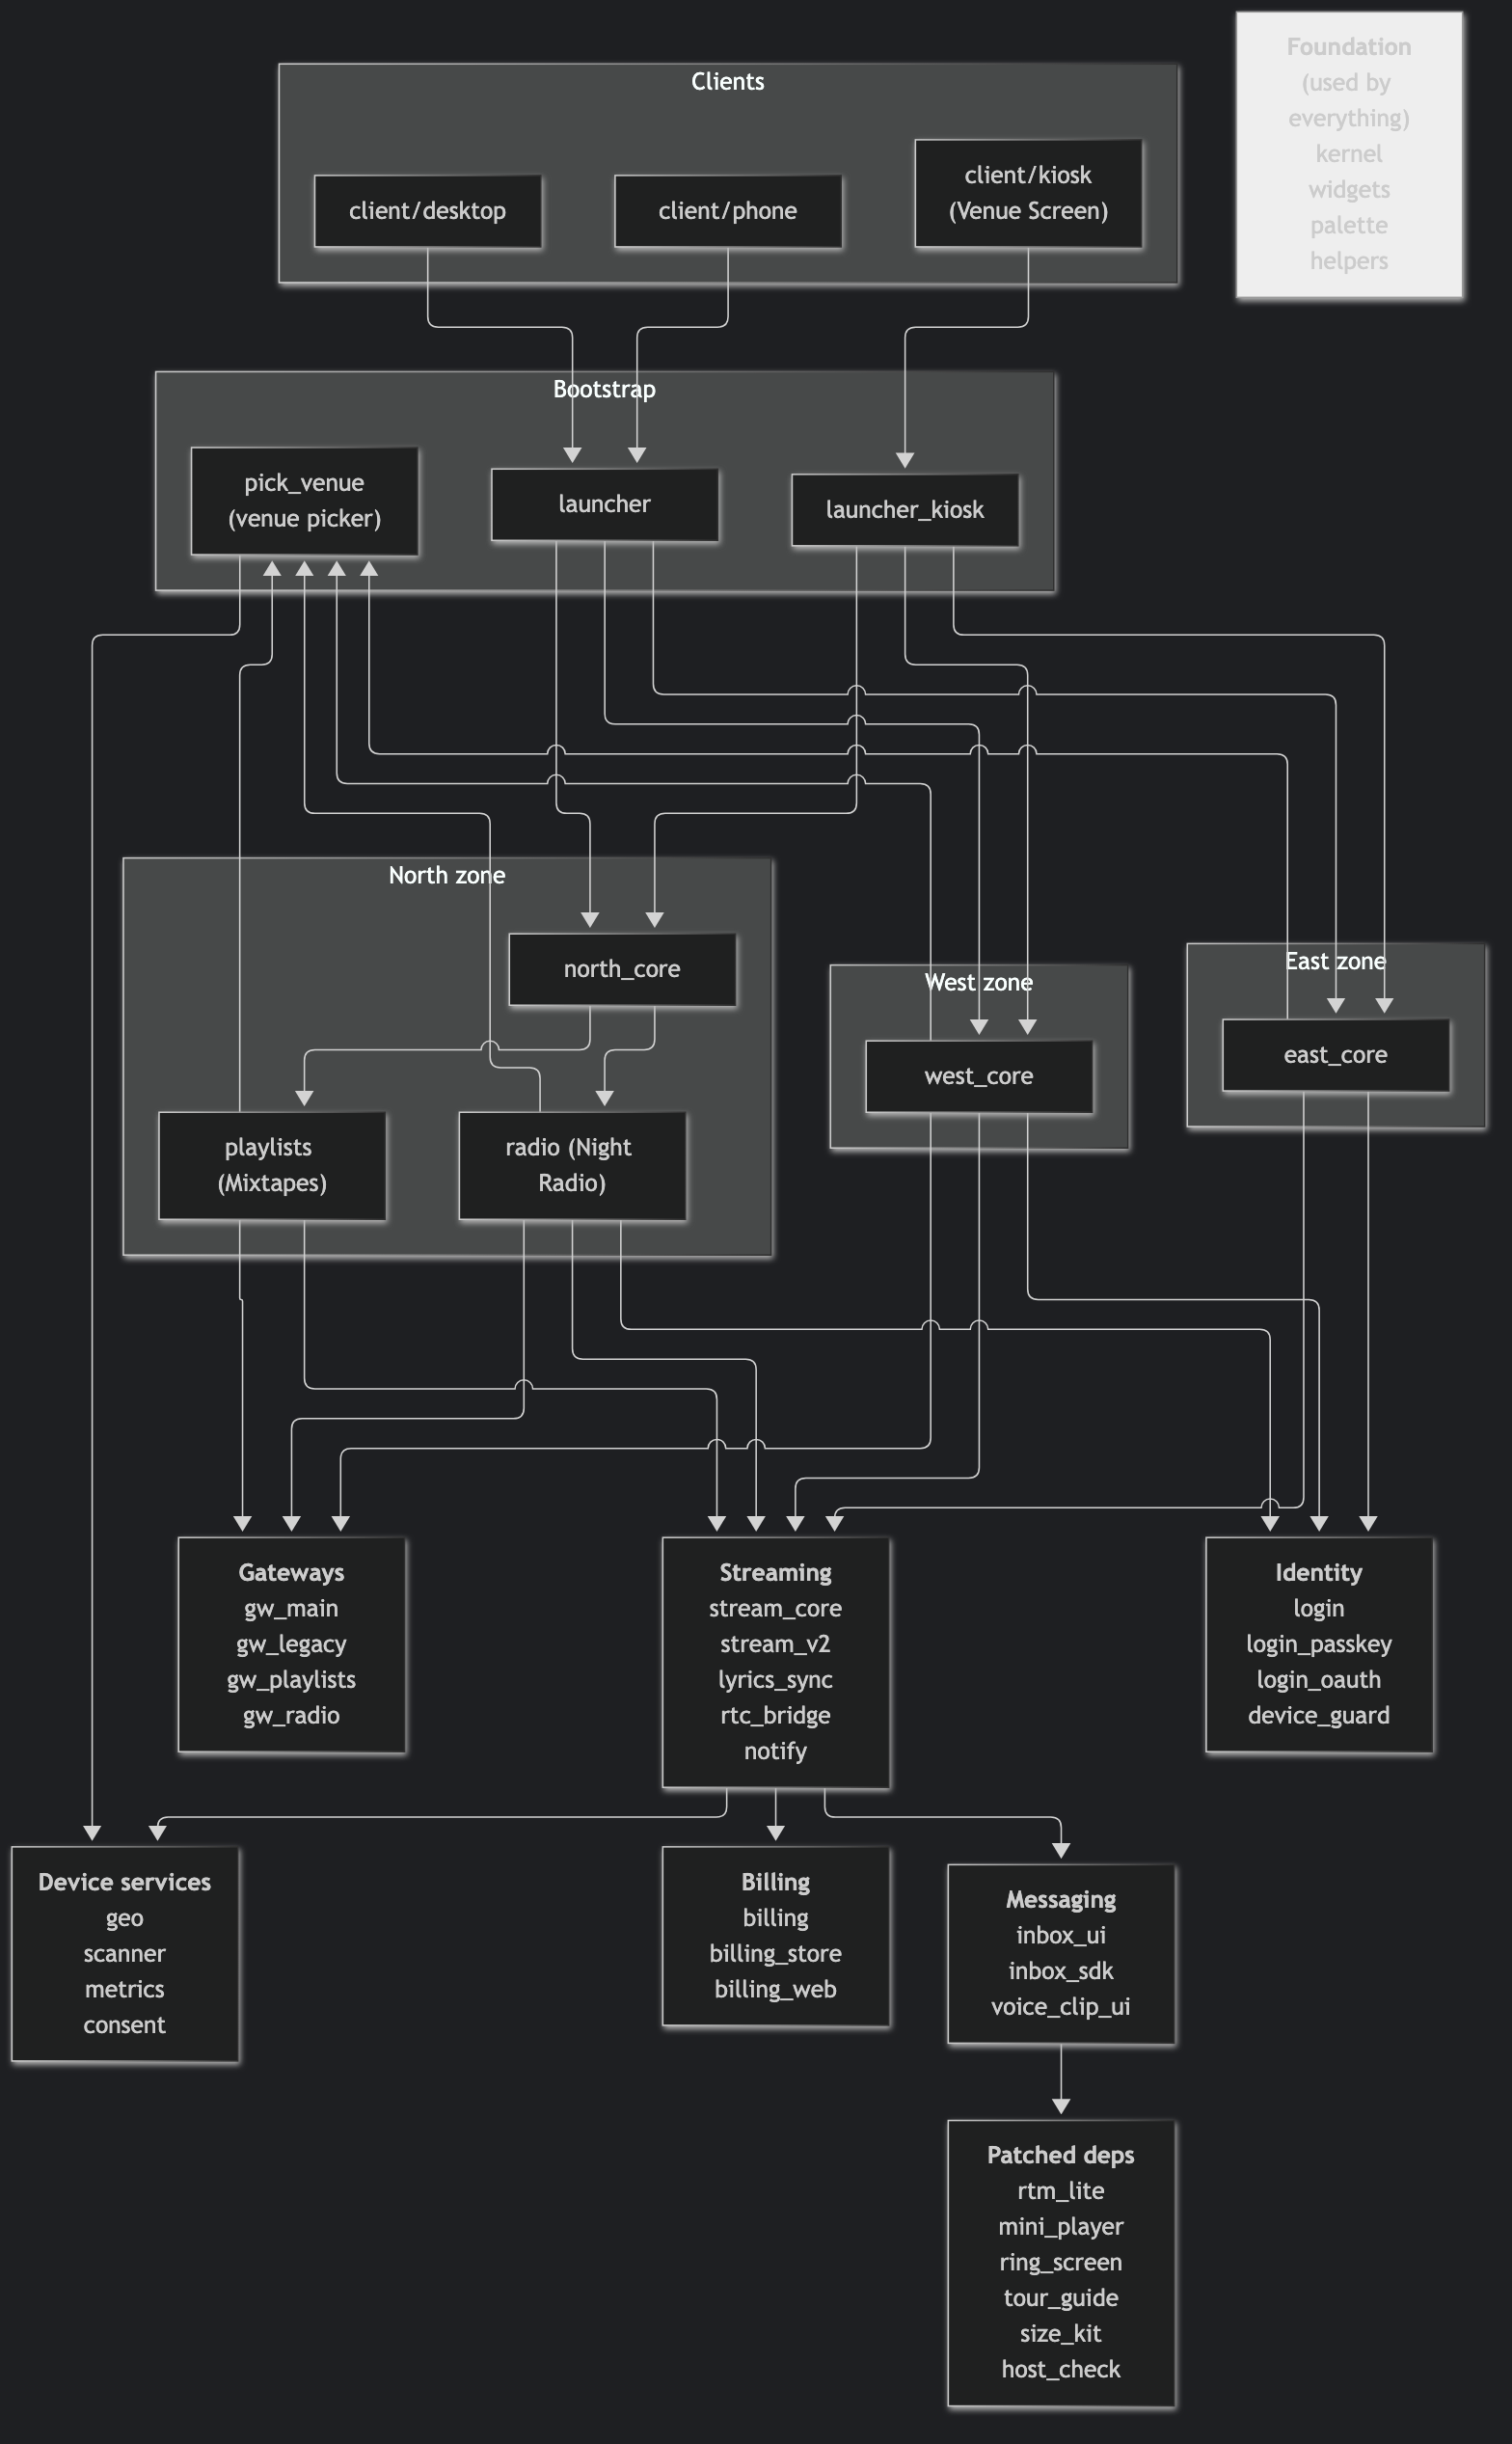 Foundation
(used by
everything)
kernel
widgets
palette
helpers
Clients
client/desktop
client/phone
client/kiosk
(Venue Screen)
Bootstrap
pick_venue
(venue picker)
launcher
launcher_kiosk
North zone
north_core
West zone
west_core
East zone
east_core
playlists
(Mixtapes)
radio (Night
Radio)
Gateways
gw_main
gw_legacy
gw_playlists
gw_radio
Streaming
stream_core
stream_v2
lyrics_sync
rtc_bridge
notify
Identity
login
login_passkey
login_oauth
device_guard
Device services
geo
scanner
metrics
consent
Billing
billing
billing_store
billing_web
Messaging
inbox_ui
inbox_sdk
voice_clip_ui
Patched deps
rtm_lite
mini_player
ring_screen
tour_guide
size_kit
host_check